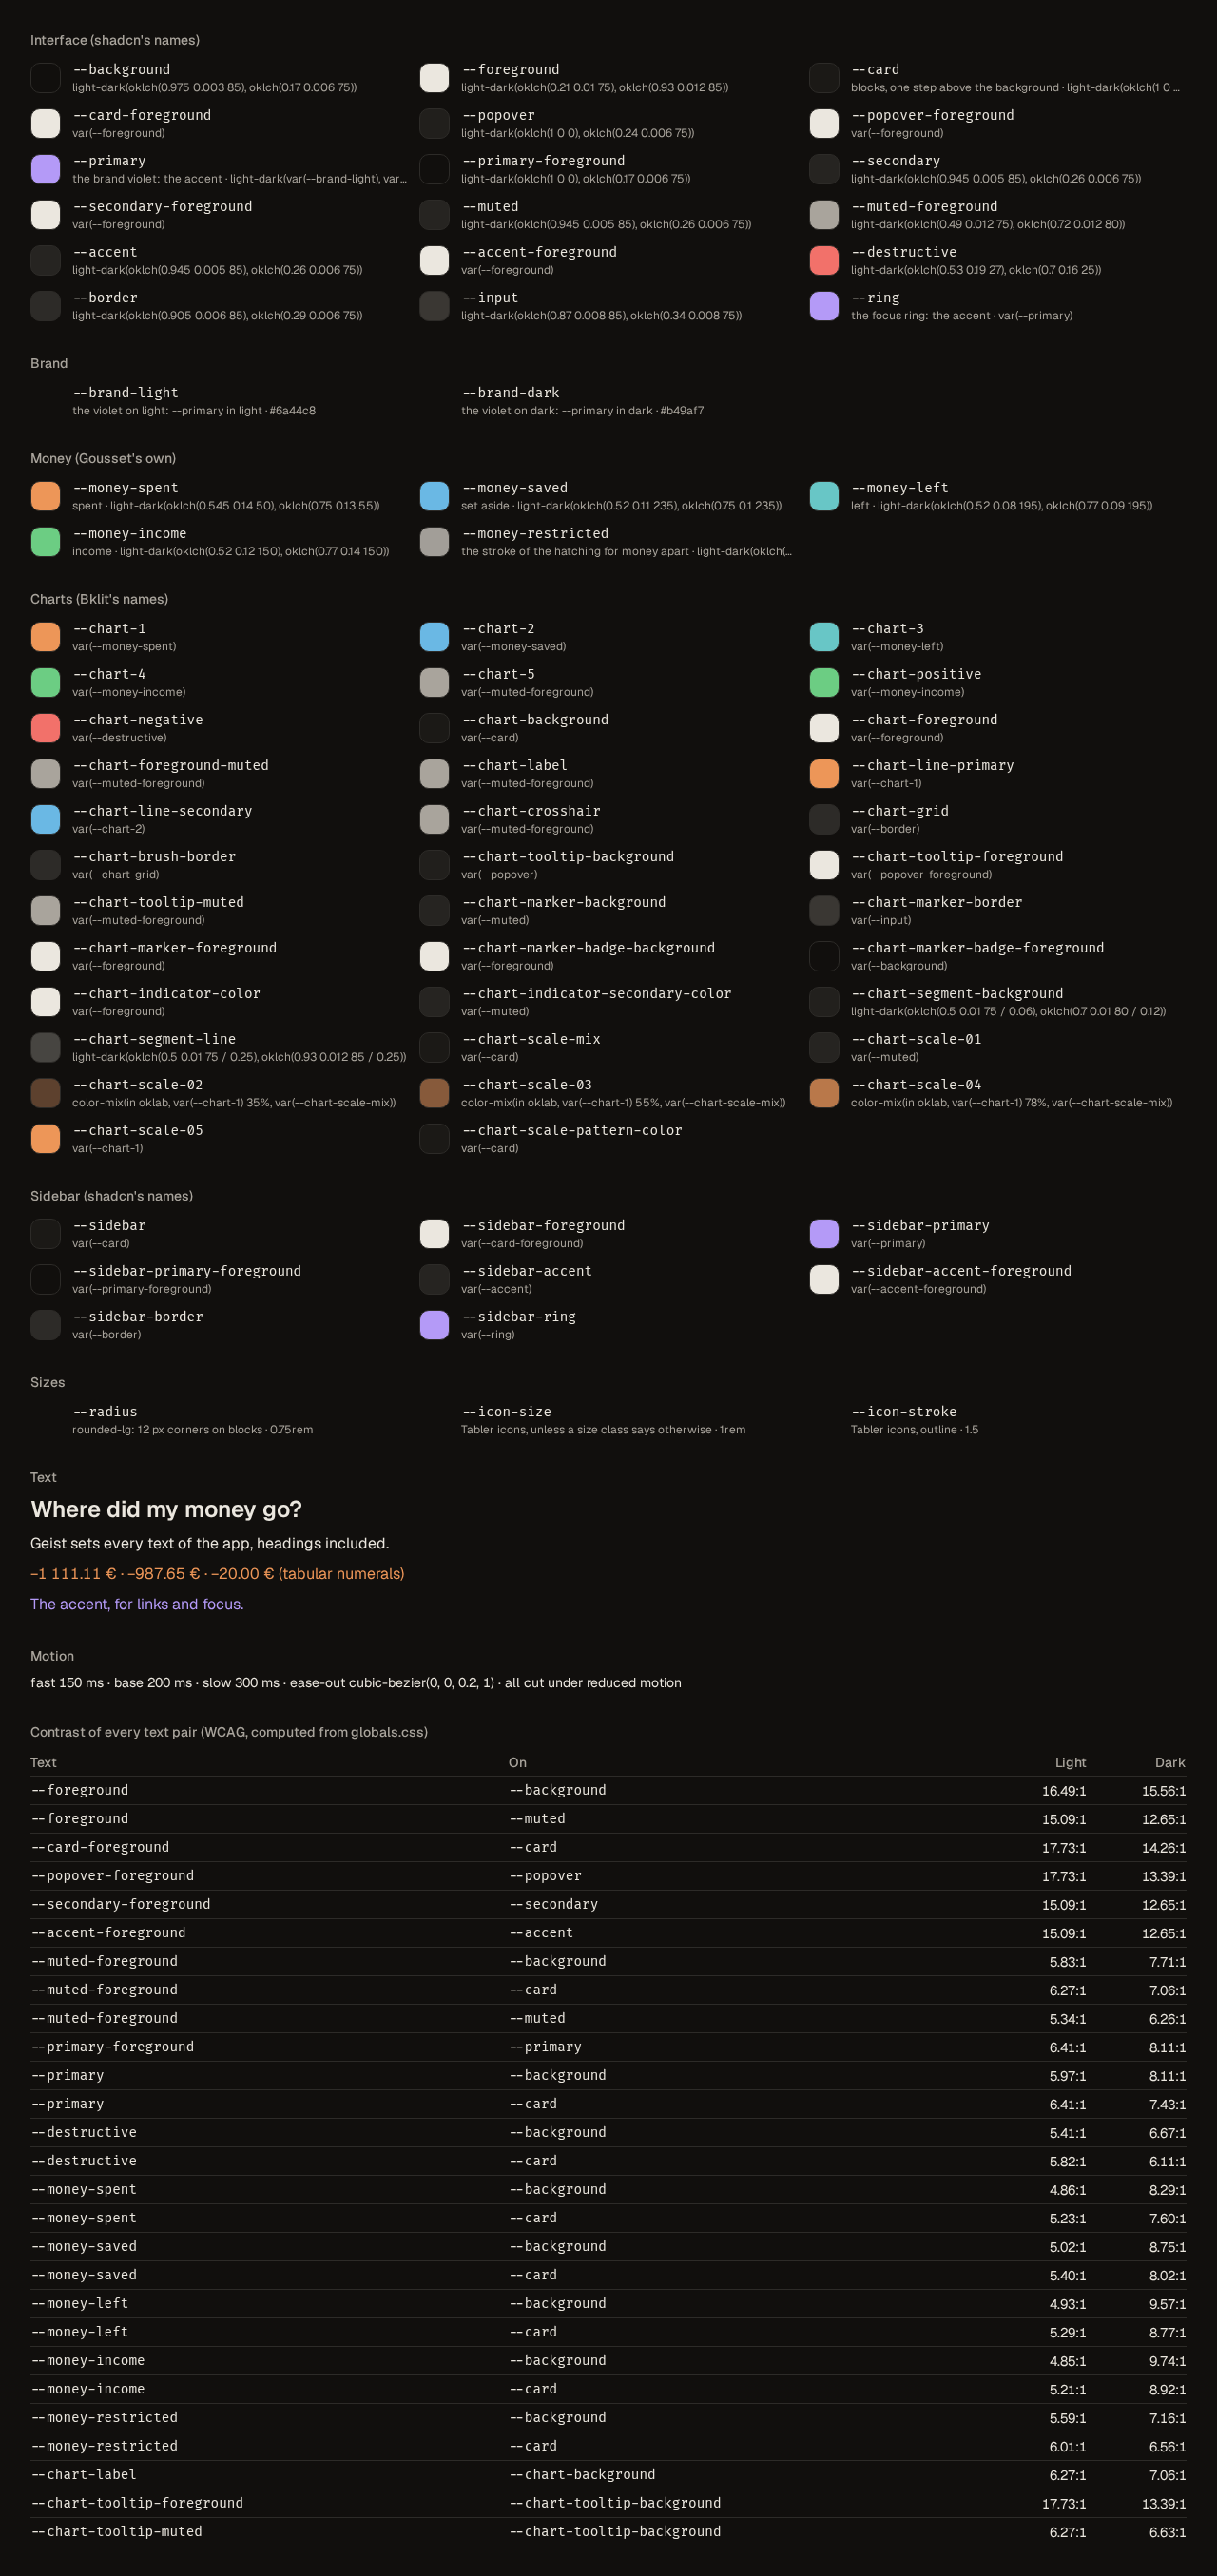 Interface (shadcn's names)
--background
light-dark(oklch(0.975 0.003 85), oklch(0.17 0.006 75))
--foreground
light-dark(oklch(0.21 0.01 75), oklch(0.93 0.012 85))
--card
blocks, one step above the background · light-dark(oklch(1 0 …
--card-foreground
var(--foreground)
--popover
light-dark(oklch(1 0 0), oklch(0.24 0.006 75))
--popover-foreground
var(--foreground)
--primary
the brand violet: the accent · light-dark(var(--brand-light), var…
--primary-foreground
light-dark(oklch(1 0 0), oklch(0.17 0.006 75))
--secondary
light-dark(oklch(0.945 0.005 85), oklch(0.26 0.006 75))
--secondary-foreground
var(--foreground)
--muted
light-dark(oklch(0.945 0.005 85), oklch(0.26 0.006 75))
--muted-foreground
light-dark(oklch(0.49 0.012 75), oklch(0.72 0.012 80))
--accent
light-dark(oklch(0.945 0.005 85), oklch(0.26 0.006 75))
--accent-foreground
var(--foreground)
--destructive
light-dark(oklch(0.53 0.19 27), oklch(0.7 0.16 25))
--border
light-dark(oklch(0.905 0.006 85), oklch(0.29 0.006 75))
--input
light-dark(oklch(0.87 0.008 85), oklch(0.34 0.008 75))
--ring
the focus ring: the accent · var(--primary)
Brand
--brand-light
the violet on light: --primary in light · #6a44c8
--brand-dark
the violet on dark: --primary in dark · #b49af7
Money (Gousset's own)
--money-spent
spent · light-dark(oklch(0.545 0.14 50), oklch(0.75 0.13 55))
--money-saved
set aside · light-dark(oklch(0.52 0.11 235), oklch(0.75 0.1 235))
--money-left
left · light-dark(oklch(0.52 0.08 195), oklch(0.77 0.09 195))
--money-income
income · light-dark(oklch(0.52 0.12 150), oklch(0.77 0.14 150))
--money-restricted
the stroke of the hatching for money apart · light-dark(oklch(…
Charts (Bklit's names)
--chart-1
var(--money-spent)
--chart-2
var(--money-saved)
--chart-3
var(--money-left)
--chart-4
var(--money-income)
--chart-5
var(--muted-foreground)
--chart-positive
var(--money-income)
--chart-negative
var(--destructive)
--chart-background
var(--card)
--chart-foreground
var(--foreground)
--chart-foreground-muted
var(--muted-foreground)
--chart-label
var(--muted-foreground)
--chart-line-primary
var(--chart-1)
--chart-line-secondary
var(--chart-2)
--chart-crosshair
var(--muted-foreground)
--chart-grid
var(--border)
--chart-brush-border
var(--chart-grid)
--chart-tooltip-background
var(--popover)
--chart-tooltip-foreground
var(--popover-foreground)
--chart-tooltip-muted
var(--muted-foreground)
--chart-marker-background
var(--muted)
--chart-marker-border
var(--input)
--chart-marker-foreground
var(--foreground)
--chart-marker-badge-background
var(--foreground)
--chart-marker-badge-foreground
var(--background)
--chart-indicator-color
var(--foreground)
--chart-indicator-secondary-color
var(--muted)
--chart-segment-background
light-dark(oklch(0.5 0.01 75 / 0.06), oklch(0.7 0.01 80 / 0.12))
--chart-segment-line
light-dark(oklch(0.5 0.01 75 / 0.25), oklch(0.93 0.012 85 / 0.25))
--chart-scale-mix
var(--card)
--chart-scale-01
var(--muted)
--chart-scale-02
color-mix(in oklab, var(--chart-1) 35%, var(--chart-scale-mix))
--chart-scale-03
color-mix(in oklab, var(--chart-1) 55%, var(--chart-scale-mix))
--chart-scale-04
color-mix(in oklab, var(--chart-1) 78%, var(--chart-scale-mix))
--chart-scale-05
var(--chart-1)
--chart-scale-pattern-color
var(--card)
Sidebar (shadcn's names)
--sidebar
var(--card)
--sidebar-foreground
var(--card-foreground)
--sidebar-primary
var(--primary)
--sidebar-primary-foreground
var(--primary-foreground)
--sidebar-accent
var(--accent)
--sidebar-accent-foreground
var(--accent-foreground)
--sidebar-border
var(--border)
--sidebar-ring
var(--ring)
Sizes
--radius
rounded-lg: 12 px corners on blocks · 0.75rem
--icon-size
Tabler icons, unless a size class says otherwise · 1rem
--icon-stroke
Tabler icons, outline · 1.5
Text
Where did my money go?
Geist sets every text of the app, headings included.
−1 111.11 € · −987.65 € · −20.00 € (tabular numerals)
The accent, for links and focus.
Motion
fast 150 ms · base 200 ms · slow 300 ms · ease-out cubic-bezier(0, 0, 0.2, 1) · all cut under reduced motion
Contrast of every text pair (WCAG, computed from globals.css)
Text On Light Dark
--foreground --background 16.49:1 15.56:1
--foreground --muted 15.09:1 12.65:1
--card-foreground --card 17.73:1 14.26:1
--popover-foreground --popover 17.73:1 13.39:1
--secondary-foreground --secondary 15.09:1 12.65:1
--accent-foreground --accent 15.09:1 12.65:1
--muted-foreground --background 5.83:1 7.71:1
--muted-foreground --card 6.27:1 7.06:1
--muted-foreground --muted 5.34:1 6.26:1
--primary-foreground --primary 6.41:1 8.11:1
--primary --background 5.97:1 8.11:1
--primary --card 6.41:1 7.43:1
--destructive --background 5.41:1 6.67:1
--destructive --card 5.82:1 6.11:1
--money-spent --background 4.86:1 8.29:1
--money-spent --card 5.23:1 7.60:1
--money-saved --background 5.02:1 8.75:1
--money-saved --card 5.40:1 8.02:1
--money-left --background 4.93:1 9.57:1
--money-left --card 5.29:1 8.77:1
--money-income --background 4.85:1 9.74:1
--money-income --card 5.21:1 8.92:1
--money-restricted --background 5.59:1 7.16:1
--money-restricted --card 6.01:1 6.56:1
--chart-label --chart-background 6.27:1 7.06:1
--chart-tooltip-foreground --chart-tooltip-background 17.73:1 13.39:1
--chart-tooltip-muted --chart-tooltip-background 6.27:1 6.63:1